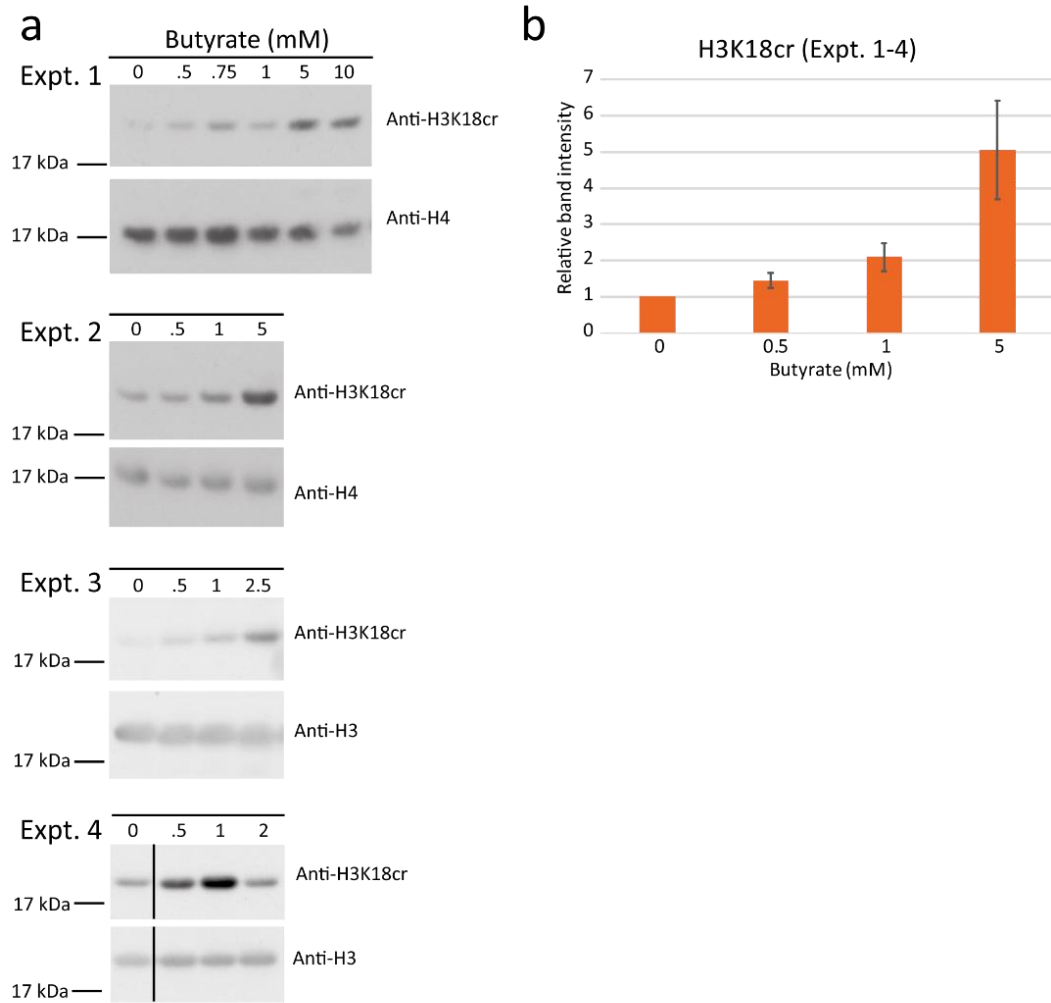 a
Butyrate (mM)
Expt. 1
0 .5 .75 1 5 10
Anti-H3K18cr
17 kDa
Anti-H4
17 kDa
Expt. 2
0 .5 1 5
Anti-H3K18cr
17 kDa
17 kDa
Anti-H4
Expt. 3
0 .5 1 2.5
Anti-H3K18cr
17 kDa
Anti-H3
17 kDa
Expt. 4
0 .5 1 2
Anti-H3K18cr
17 kDa
Anti-H3
17 kDa
b
H3K18cr (Expt. 1-4)
Relative band intensity
7
6
5
4
3
2
1
0
0 0.5 1 5
Butyrate (mM)